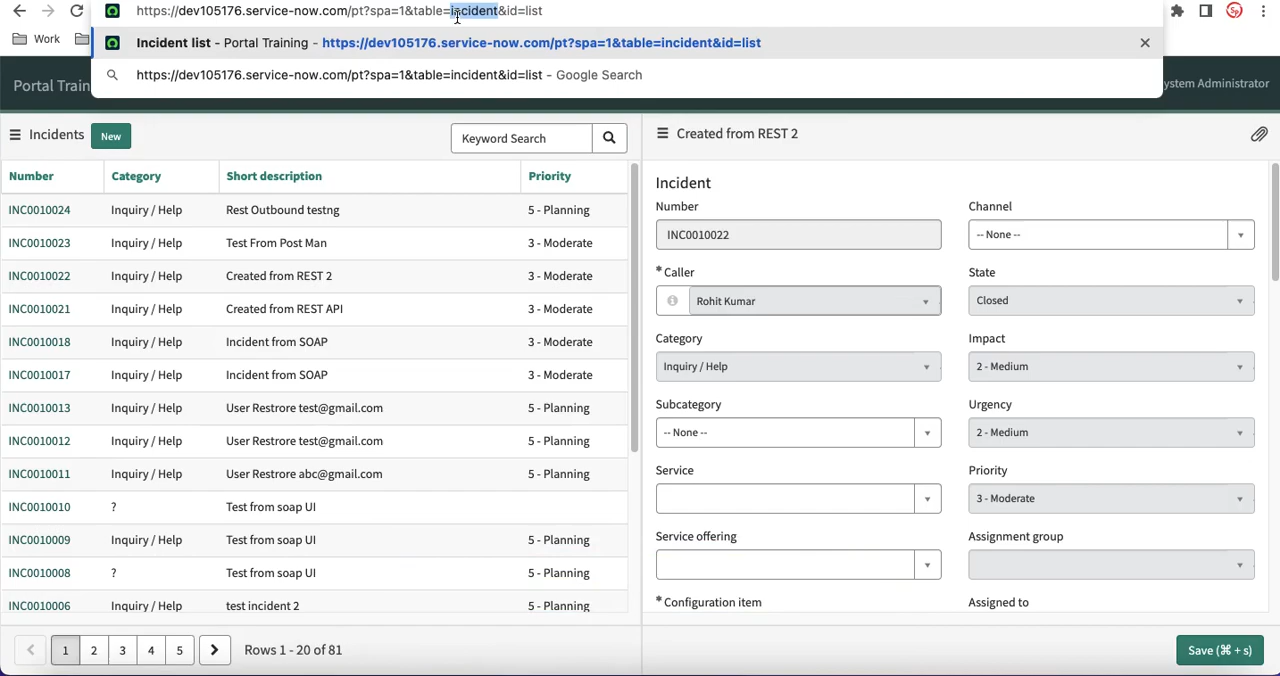 https://dev105176.service-now.com/pt?spa=1&table=incident&id=list
Work
Incident list - Portal Training - https://dev105176.service-now.com/pt?spa=1&table=incident&id=list
https://dev105176.service-now.com/pt?spa=1&table=incident&id=list - Google Search
Portal Train
ystem Administrator
Incidents New
Keyword Search
Number Category Short description Priority
INC0010024 Inquiry / Help Rest Outbound testng 5 - Planning
INC0010023 Inquiry / Help Test From Post Man 3 - Moderate
INC0010022 Inquiry / Help Created from REST 2 3 - Moderate
INC0010021 Inquiry / Help Created from REST API 3 - Moderate
INC0010018 Inquiry / Help Incident from SOAP 3 - Moderate
INC0010017 Inquiry / Help Incident from SOAP 3 - Moderate
INC0010013 Inquiry / Help User Restrore test@gmail.com 5 - Planning
INC0010012 Inquiry / Help User Restrore test@gmail.com 5 - Planning
INC0010011 Inquiry / Help User Restrore abc@gmail.com 5 - Planning
INC0010010 ? Test from soap UI
INC0010009 Inquiry / Help Test from soap UI 5 - Planning
INC0010008 ? Test from soap UI 5 - Planning
INC0010006 Inquiry / Help test incident 2 5 - Planning
1 2 3 4 5 Rows 1 - 20 of 81
Created from REST 2
Incident
Number
INC0010022
* Caller
Rohit Kumar
Category
Inquiry / Help
Subcategory
-- None --
Service
Service offering
* Configuration item
Channel
-- None --
State
Closed
Impact
2 - Medium
Urgency
2 - Medium
Priority
3 - Moderate
Assignment group
Assigned to
Save (⌘ + s)